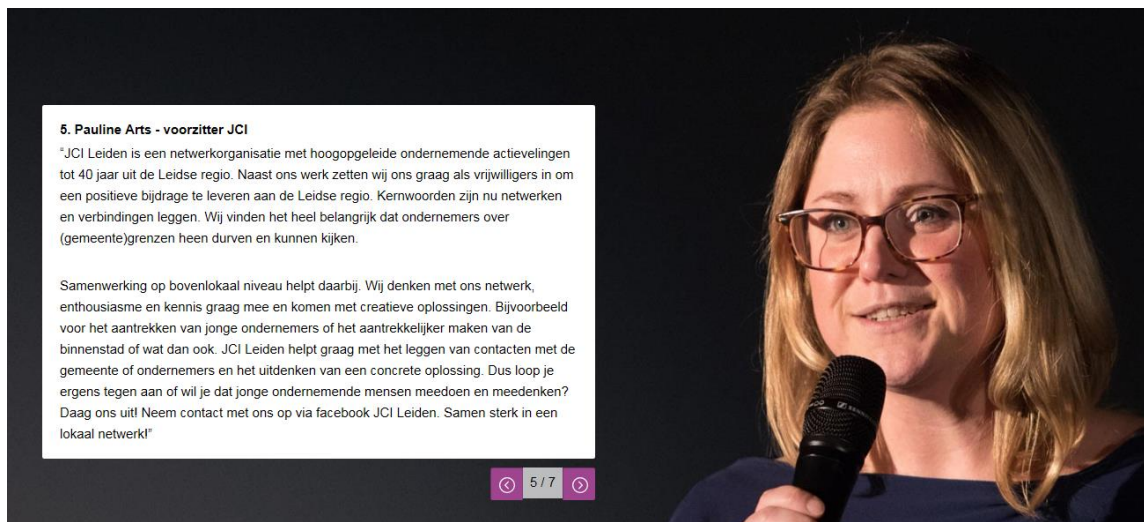 5. Pauline Arts - voorzitter JCI
“JCI Leiden is een netwerkorganisatie met hoogopgeleide ondernemende actievelingen
tot 40 jaar uit de Leidse regio. Naast ons werk zetten wij ons graag als vrijwilligers in om
een positieve bijdrage te leveren aan de Leidse regio. Kernwoorden zijn nu netwerken
en verbindingen leggen. Wij vinden het heel belangrijk dat ondernemers over
(gemeente)grenzen heen durven en kunnen kijken.
Samenwerking op bovenlokaal niveau helpt daarbij. Wij denken met ons netwerk,
enthousiasme en kennis graag mee en komen met creatieve oplossingen. Bijvoorbeeld
voor het aantrekken van jonge ondernemers of het aantrekkelijker maken van de
binnenstad of wat dan ook. JCI Leiden helpt graag met het leggen van contacten met de
gemeente of ondernemers en het uitdenken van een concrete oplossing. Dus loop je
ergens tegen aan of wil je dat jonge ondernemende mensen meedoen en meedenken?
Daag ons uit! Neem contact met ons op via facebook JCI Leiden. Samen sterk in een
lokaal netwerk!”
5 / 7